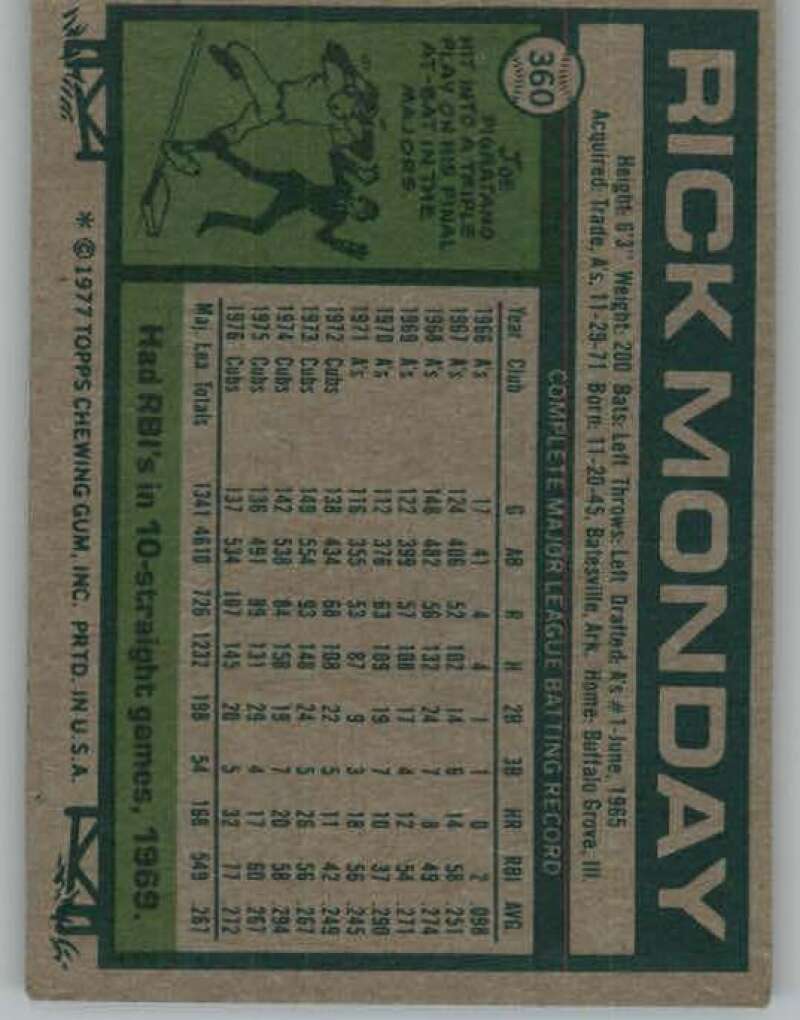 RICK MONDAY
Height: 6'3" Weight: 200 Bats: Left Throws: Left Drafted: A's #1-June, 1965
Acquired: Trade, A's, 11-29-71 Born: 11-20-45, Batesville, Ark. Home: Buffalo Grove, Ill.
360
JOE
PIGNATANO
HIT INTO A TRIPLE
PLAY ON HIS FINAL
AT-BAT IN THE
MAJORS.
COMPLETE MAJOR LEAGUE BATTING RECORD
Year Club G AB R H 2B 3B HR RBI AVG.
1966 A's 17 41 4 4 1 1 0 2 .098
1967 A's 124 406 52 102 14 6 14 58 .251
1968 A's 148 482 56 132 24 7 8 49 .274
1969 A's 122 399 57 108 17 4 12 54 .271
1970 A's 112 376 63 109 19 7 10 37 .290
1971 A's 116 355 53 87 9 3 18 56 .245
1972 Cubs 138 434 68 108 22 5 11 42 .249
1973 Cubs 149 554 93 148 24 5 26 56 .267
1974 Cubs 142 538 84 158 19 7 20 58 .294
1975 Cubs 136 491 89 131 29 4 17 60 .267
1976 Cubs 137 534 107 145 20 5 32 77 .272
Maj. Lea. Totals 1341 4610 726 1232 198 54 168 549 .267
Had RBI's in 10-straight games, 1969.
* © 1977 TOPPS CHEWING GUM, INC. PRTD. IN U.S.A.